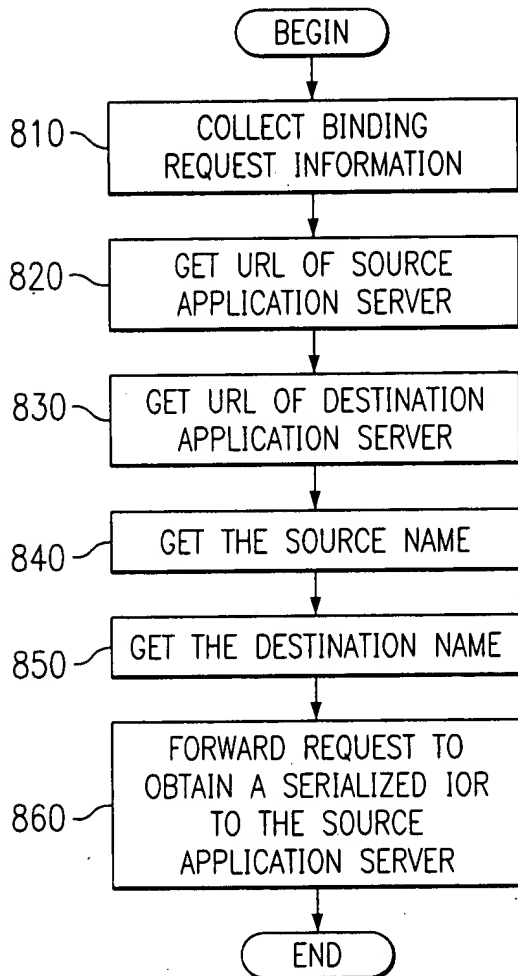 BEGIN
810
COLLECT BINDING
REQUEST INFORMATION
820
GET URL OF SOURCE
APPLICATION SERVER
830
GET URL OF DESTINATION
APPLICATION SERVER
840
GET THE SOURCE NAME
850
GET THE DESTINATION NAME
860
FORWARD REQUEST TO
OBTAIN A SERIALIZED IOR
TO THE SOURCE
APPLICATION SERVER
END